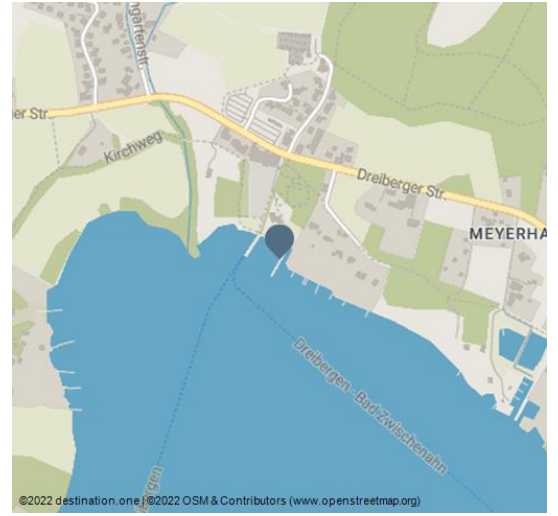 ngartenstr.
er Str.
Kirchweg
Dreiberger Str.
MEYERHA
Dreibergen - Bad Zwischenahn
eibergen
©2022 destination.one | ©2022 OSM & Contributors (www.openstreetmap.org)